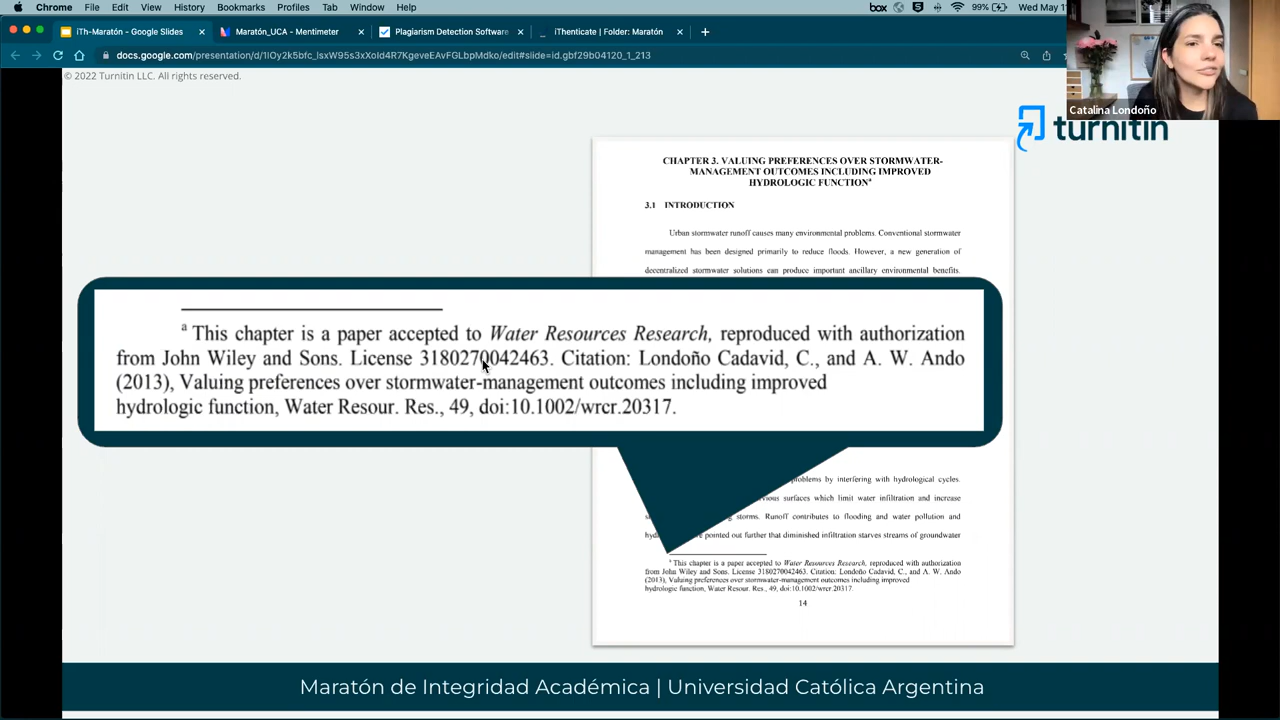 Chrome File Edit View History Bookmarks Profiles Tab Window Help
box 99% Wed May 1
iTh-Maratón - Google Slides
Maratón_UCA - Mentimeter
Plagiarism Detection Software
iThenticate | Folder: Maratón
docs.google.com/presentation/d/1IOy2k5bfc_lsxW95s3xXoId4R7KgeveEAvFGLbpMdko/edit#slide=id.gbf29b04120_1_213
© 2022 Turnitin LLC. All rights reserved.
Catalina Londoño
turnitin
CHAPTER 3. VALUING PREFERENCES OVER STORMWATER-
MANAGEMENT OUTCOMES INCLUDING IMPROVED
HYDROLOGIC FUNCTIONª
3.1 INTRODUCTION
Urban stormwater runoff causes many environmental problems. Conventional stormwater
management has been designed primarily to reduce floods. However, a new generation of
decentralized stormwater solutions can produce important ancillary environmental benefits.
ª This chapter is a paper accepted to Water Resources Research, reproduced with authorization
from John Wiley and Sons. License 3180270042463. Citation: Londoño Cadavid, C., and A. W. Ando
(2013), Valuing preferences over stormwater-management outcomes including improved
hydrologic function, Water Resour. Res., 49, doi:10.1002/wrcr.20317.
problems by interfering with hydrological cycles.
surfaces which limit water infiltration and increase
storms. Runoff contributes to flooding and water pollution and
pointed out further that diminished infiltration starves streams of groundwater
ª This chapter is a paper accepted to Water Resources Research, reproduced with authorization
from John Wiley and Sons. License 3180270042463. Citation: Londoño Cadavid, C., and A. W. Ando
(2013), Valuing preferences over stormwater-management outcomes including improved
hydrologic function, Water Resour. Res., 49, doi:10.1002/wrcr.20317.
14
Maratón de Integridad Académica | Universidad Católica Argentina